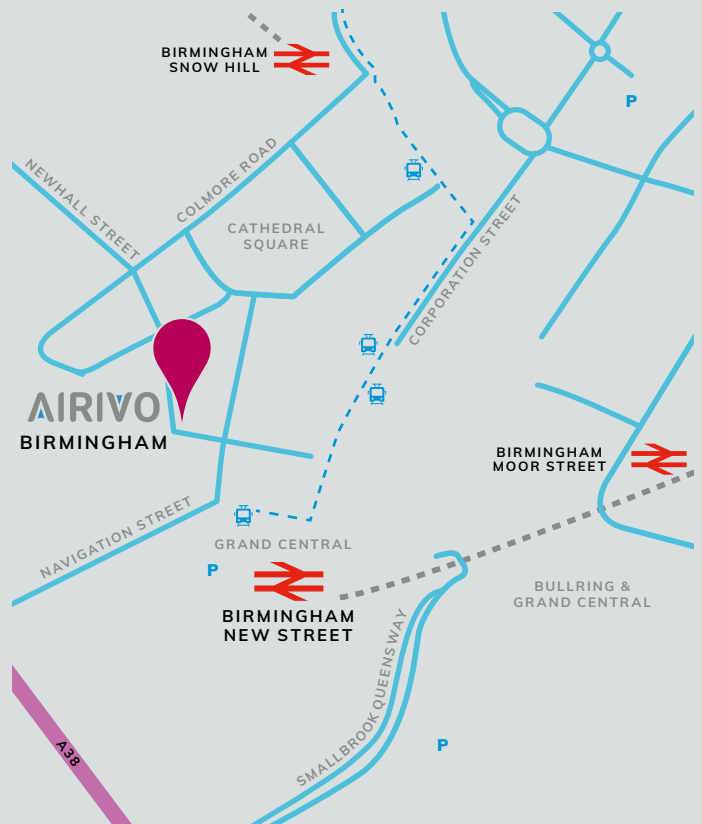 BIRMINGHAM
SNOW HILL
P
NEWHALL STREET
COLMORE ROAD
CATHEDRAL
SQUARE
CORPORATION STREET
AIRIVO
BIRMINGHAM
BIRMINGHAM
MOOR STREET
NAVIGATION STREET
GRAND CENTRAL
P
BIRMINGHAM
NEW STREET
BULLRING &
GRAND CENTRAL
SMALLBROOK QUEENSWAY
A38
P